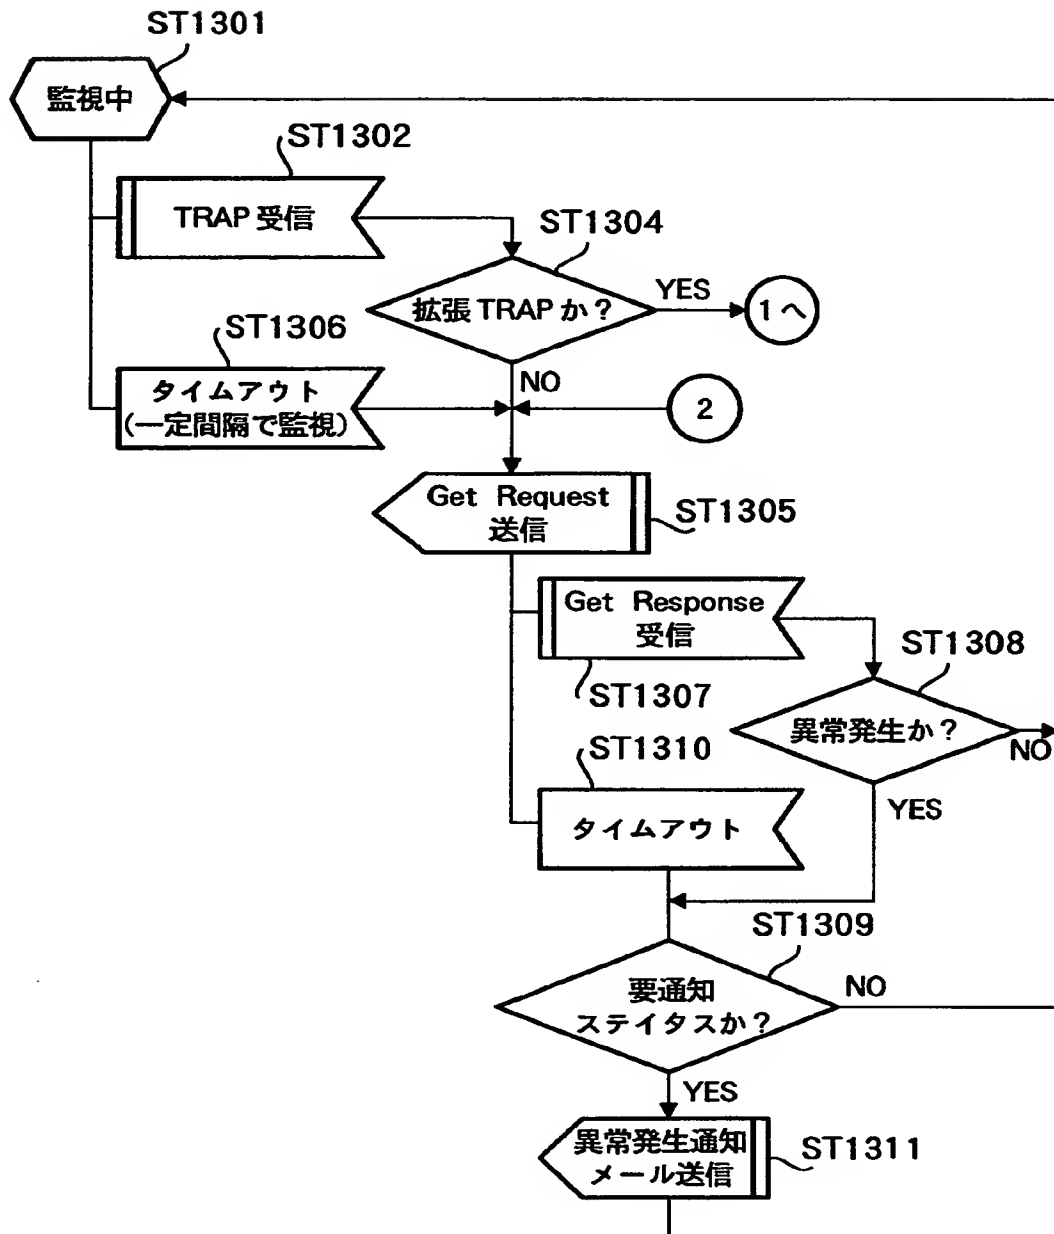 ST1301
監視中
ST1302
TRAP 受信
ST1304
拡張 TRAP か？
YES
1 へ
ST1306
タイムアウト
(一定間隔で監視)
NO
2
Get Request
送信
ST1305
Get Response
受信
ST1307
ST1308
異常発生か？
NO
YES
ST1310
タイムアウト
ST1309
要通知
ステイタスか？
NO
YES
異常発生通知
メール送信
ST1311